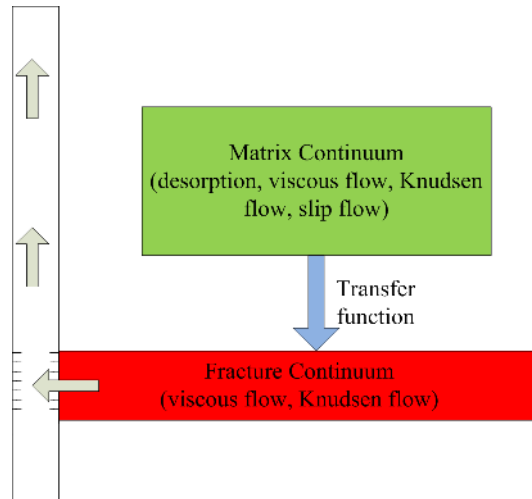 Matrix Continuum
(desorption, viscous flow, Knudsen
flow, slip flow)
Transfer
function
Fracture Continuum
(viscous flow, Knudsen flow)